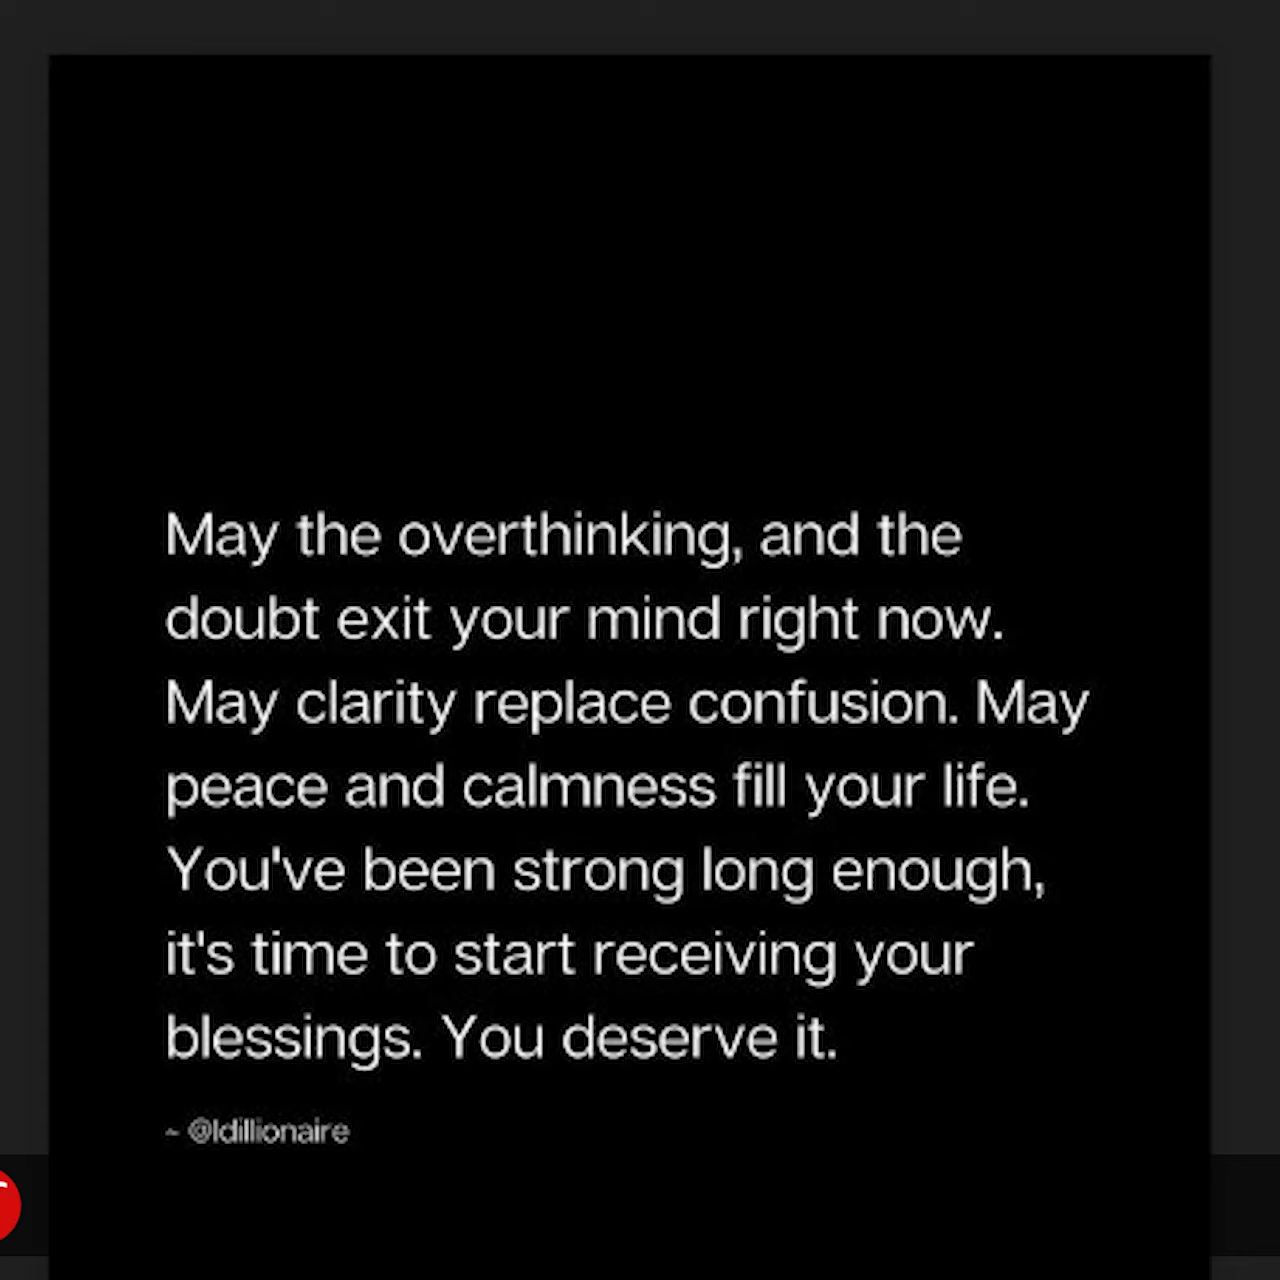 May the overthinking, and the
doubt exit your mind right now.
May clarity replace confusion. May
peace and calmness fill your life.
You've been strong long enough,
it's time to start receiving your
blessings. You deserve it.
~ @Idillionaire